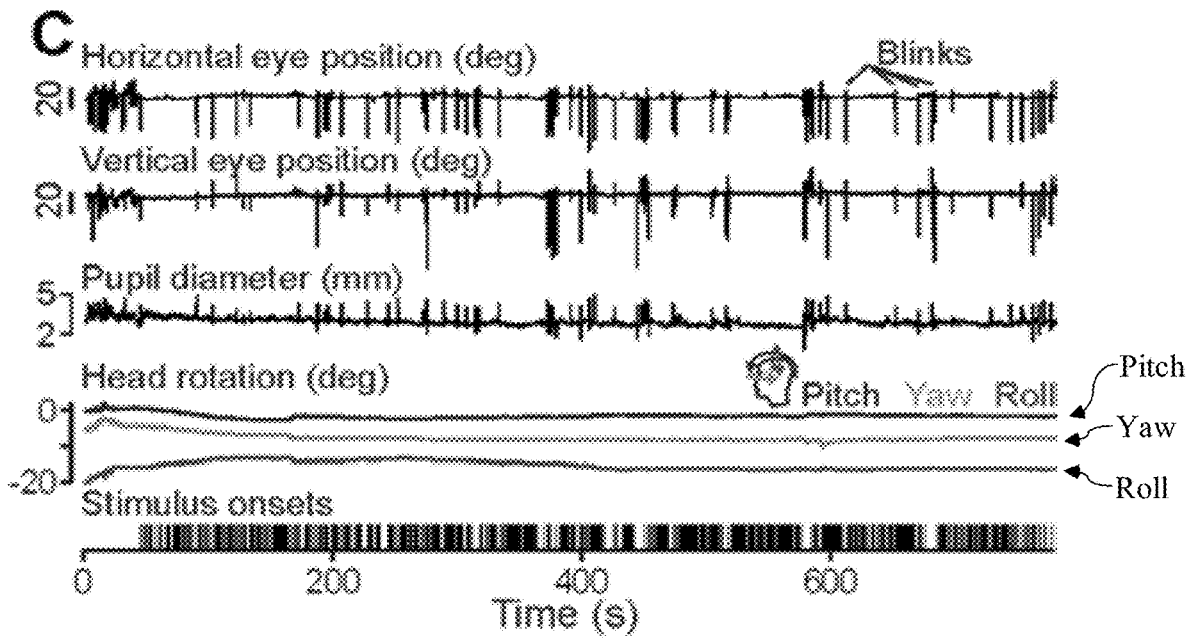 C
Horizontal eye position (deg)
Blinks
20
Vertical eye position (deg)
20
Pupil diameter (mm)
5
2
Head rotation (deg)
Pitch Yaw Roll
Pitch
0
Yaw
-20
Roll
Stimulus onsets
0 200 400 600
Time (s)